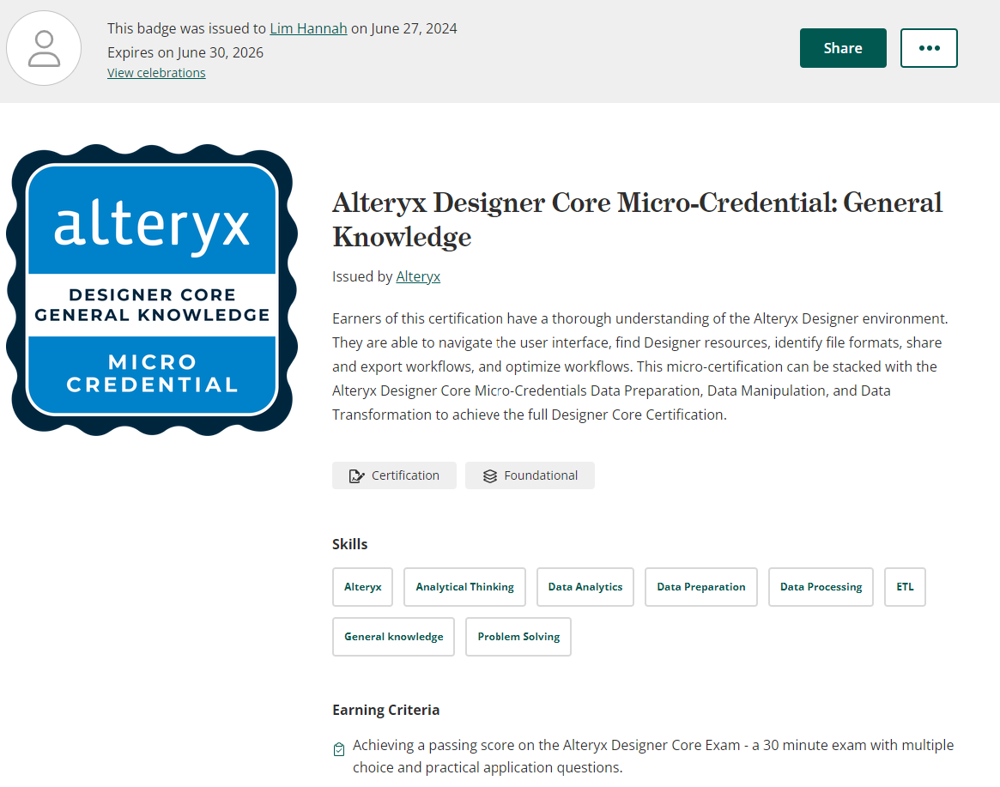 This badge was issued to Lim Hannah on June 27, 2024
Expires on June 30, 2026
View celebrations
Share
alteryx
DESIGNER CORE
GENERAL KNOWLEDGE
MICRO
CREDENTIAL
Alteryx Designer Core Micro-Credential: General
Knowledge
Issued by Alteryx
Earners of this certification have a thorough understanding of the Alteryx Designer environment.
They are able to navigate the user interface, find Designer resources, identify file formats, share
and export workflows, and optimize workflows. This micro-certification can be stacked with the
Alteryx Designer Core Micro-Credentials Data Preparation, Data Manipulation, and Data
Transformation to achieve the full Designer Core Certification.
Certification Foundational
Skills
Alteryx Analytical Thinking Data Analytics Data Preparation Data Processing ETL
General knowledge Problem Solving
Earning Criteria
Achieving a passing score on the Alteryx Designer Core Exam - a 30 minute exam with multiple
choice and practical application questions.